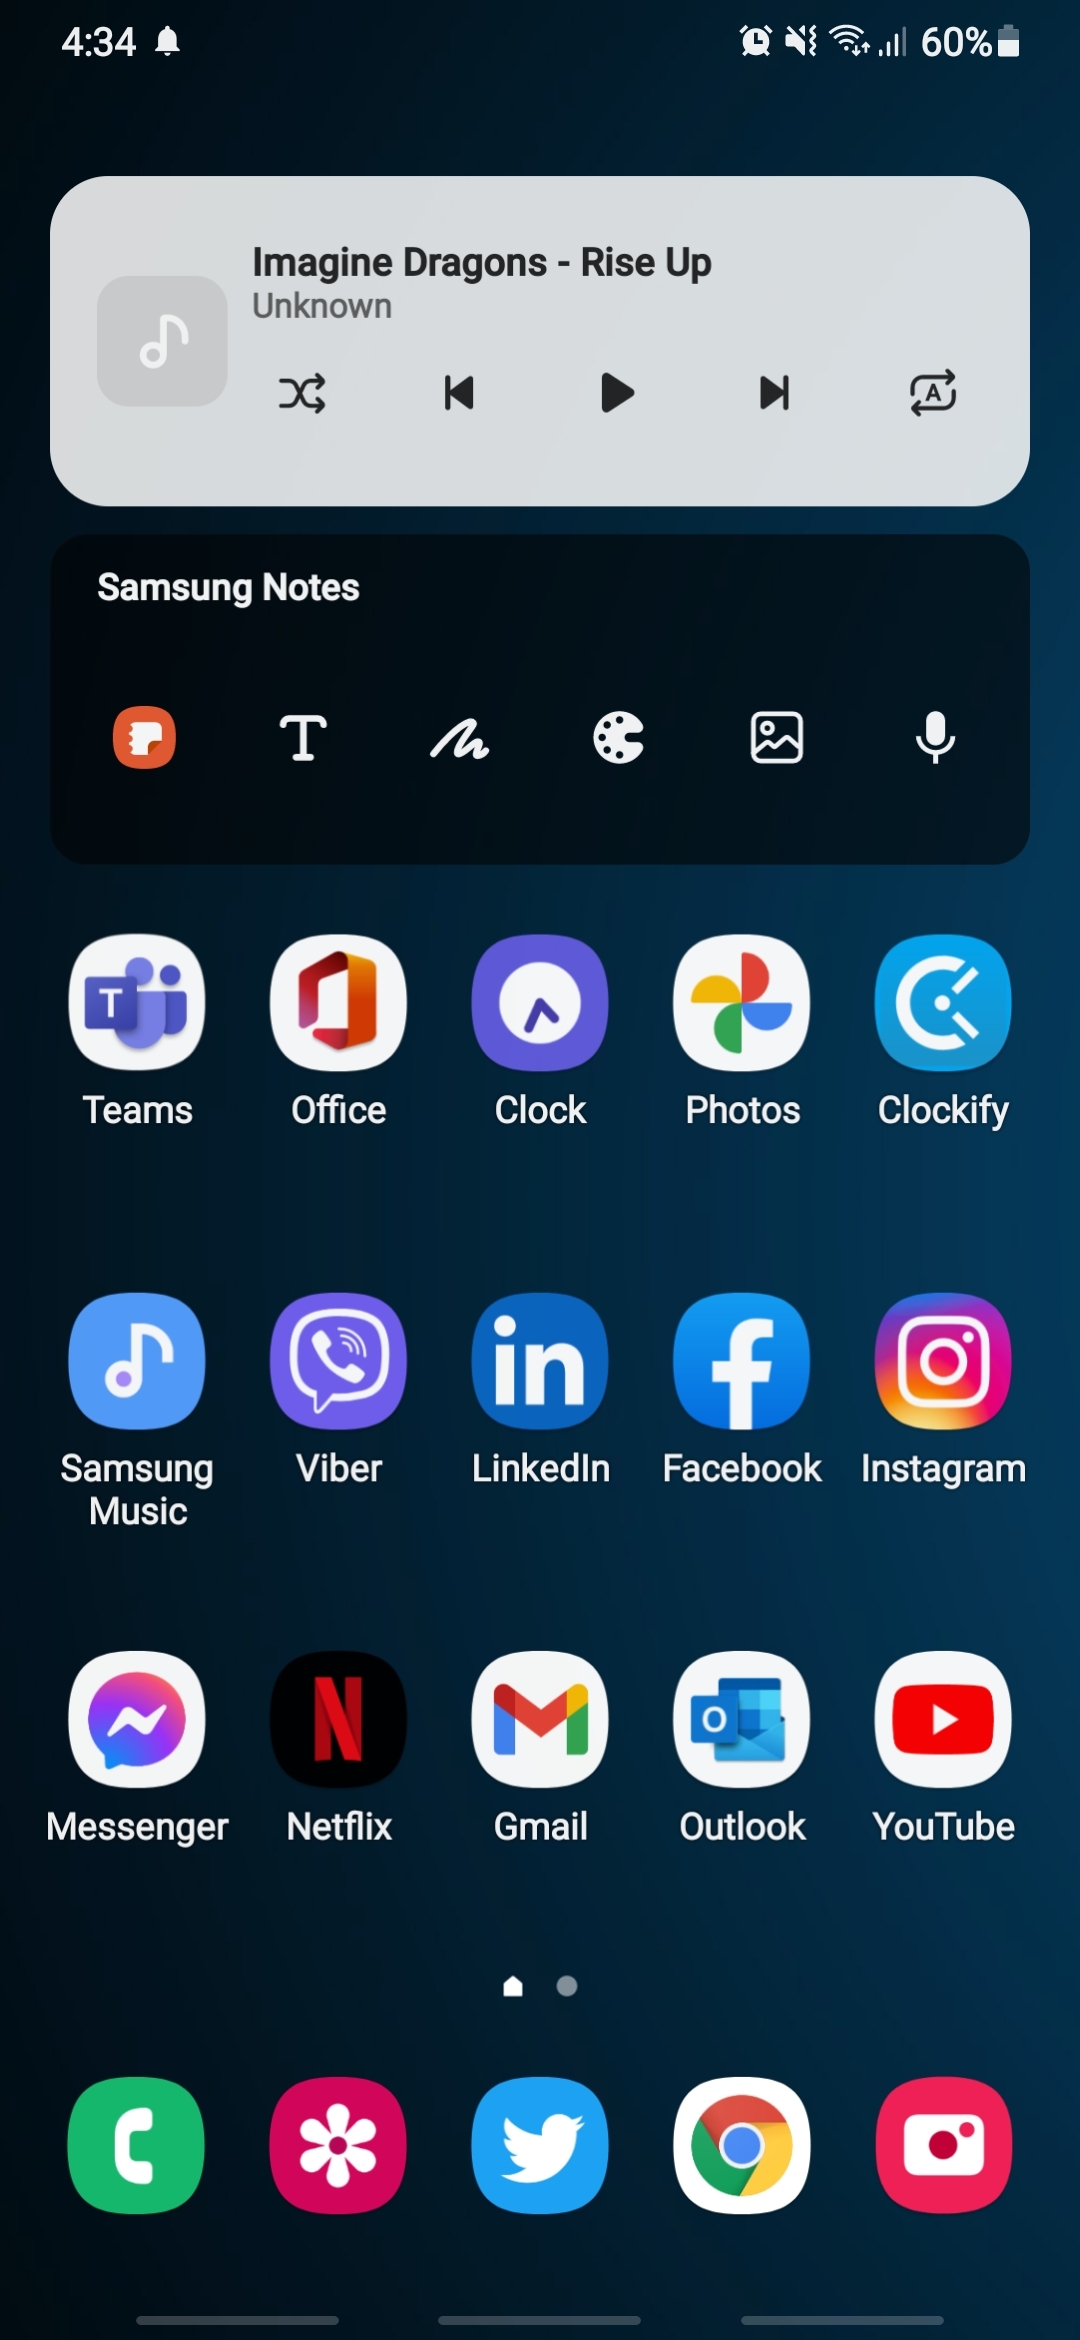 4:34 60%
Imagine Dragons - Rise Up
Unknown
A
Samsung Notes
T
T
Teams Office Clock Photos Clockify
in
Samsung Viber LinkedIn Facebook Instagram
Music
N
O
Messenger Netflix Gmail Outlook YouTube